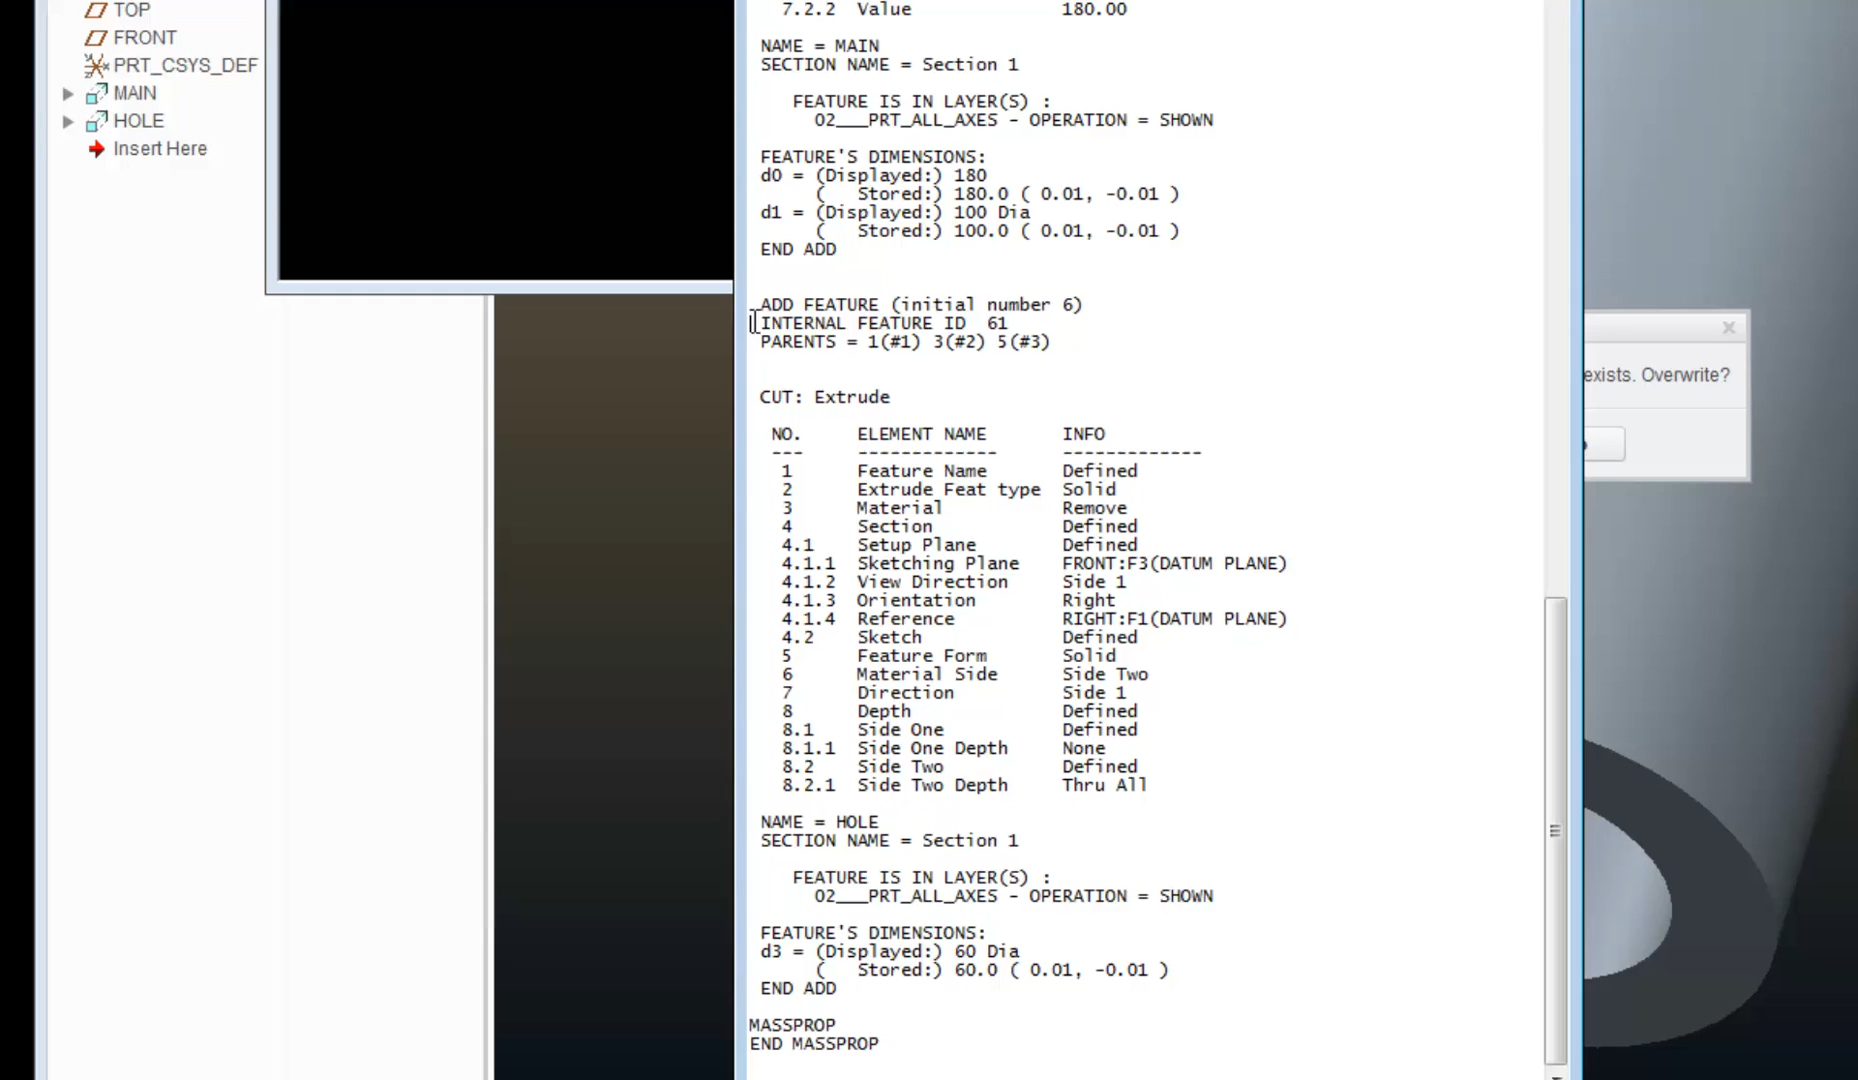 TOP
FRONT
PRT_CSYS_DEF
MAIN
HOLE
Insert Here
7.2.2 Value 180.00
NAME = MAIN
SECTION NAME = Section 1
FEATURE IS IN LAYER(S) :
02___PRT_ALL_AXES - OPERATION = SHOWN
FEATURE'S DIMENSIONS:
d0 = (Displayed:) 180
( Stored:) 180.0 ( 0.01, -0.01 )
d1 = (Displayed:) 100 Dia
( Stored:) 100.0 ( 0.01, -0.01 )
END ADD
ADD FEATURE (initial number 6)
INTERNAL FEATURE ID 61
PARENTS = 1(#1) 3(#2) 5(#3)
CUT: Extrude
NO. ELEMENT NAME INFO
--- ------------- -------------
1 Feature Name Defined
2 Extrude Feat type Solid
3 Material Remove
4 Section Defined
4.1 Setup Plane Defined
4.1.1 Sketching Plane FRONT:F3(DATUM PLANE)
4.1.2 View Direction Side 1
4.1.3 Orientation Right
4.1.4 Reference RIGHT:F1(DATUM PLANE)
4.2 Sketch Defined
5 Feature Form Solid
6 Material Side Side Two
7 Direction Side 1
8 Depth Defined
8.1 Side One Defined
8.1.1 Side One Depth None
8.2 Side Two Defined
8.2.1 Side Two Depth Thru All
NAME = HOLE
SECTION NAME = Section 1
FEATURE IS IN LAYER(S) :
02___PRT_ALL_AXES - OPERATION = SHOWN
FEATURE'S DIMENSIONS:
d3 = (Displayed:) 60 Dia
( Stored:) 60.0 ( 0.01, -0.01 )
END ADD
MASSPROP
END MASSPROP
exists. Overwrite?